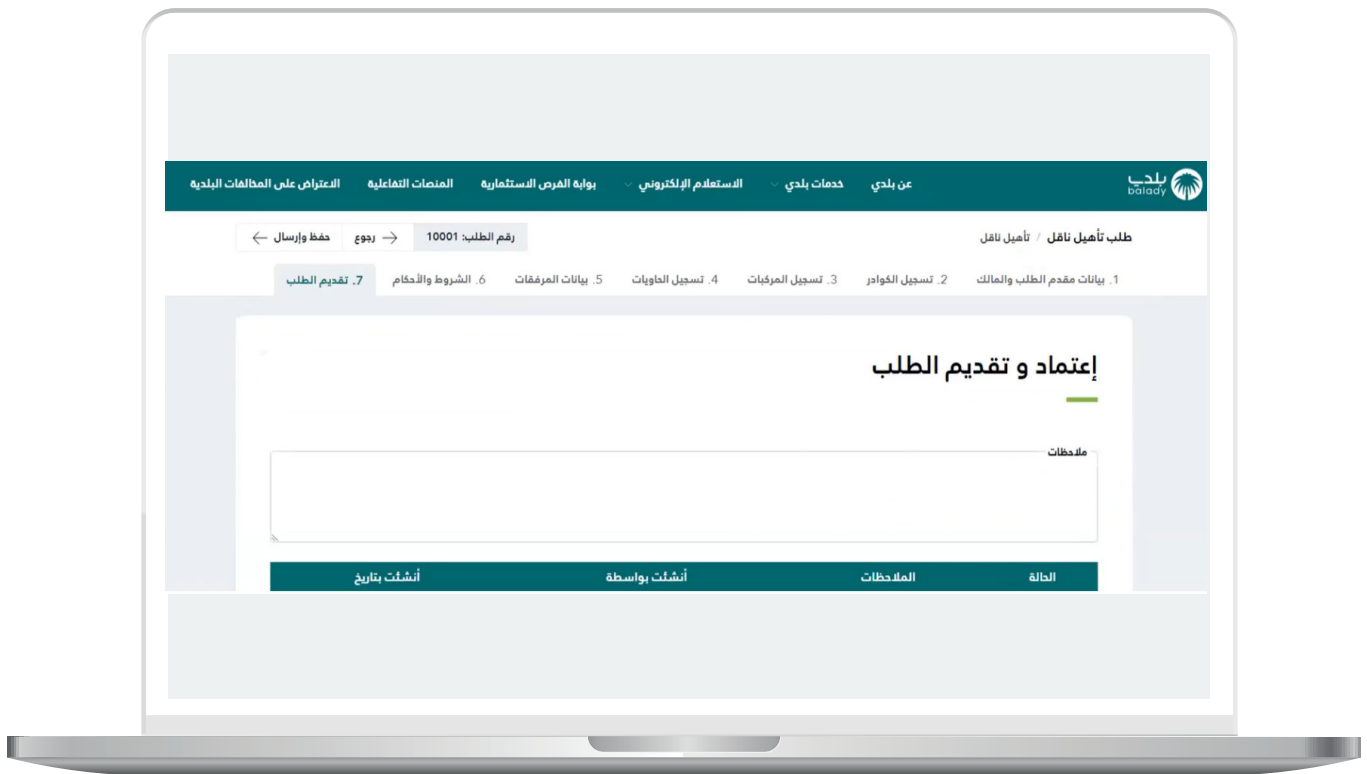 بلدي
balady
عن بلدي خدمات بلدي الاستعلام الإلكتروني بوابة الفرص الاستثمارية المنصات التفاعلية الاعتراض على المخالفات البلدية
طلب تأهيل ناقل / تأهيل ناقل رقم الطلب: 10001 رجوع حفظ وإرسال
1. بيانات مقدم الطلب والمالك 2. تسجيل الكوادر 3. تسجيل المركبات 4. تسجيل الحاويات 5. بيانات المرفقات 6. الشروط والأحكام 7. تقديم الطلب
إعتماد و تقديم الطلب
ملاحظات
الحالة الملاحظات أنشئت بواسطة أنشئت بتاريخ